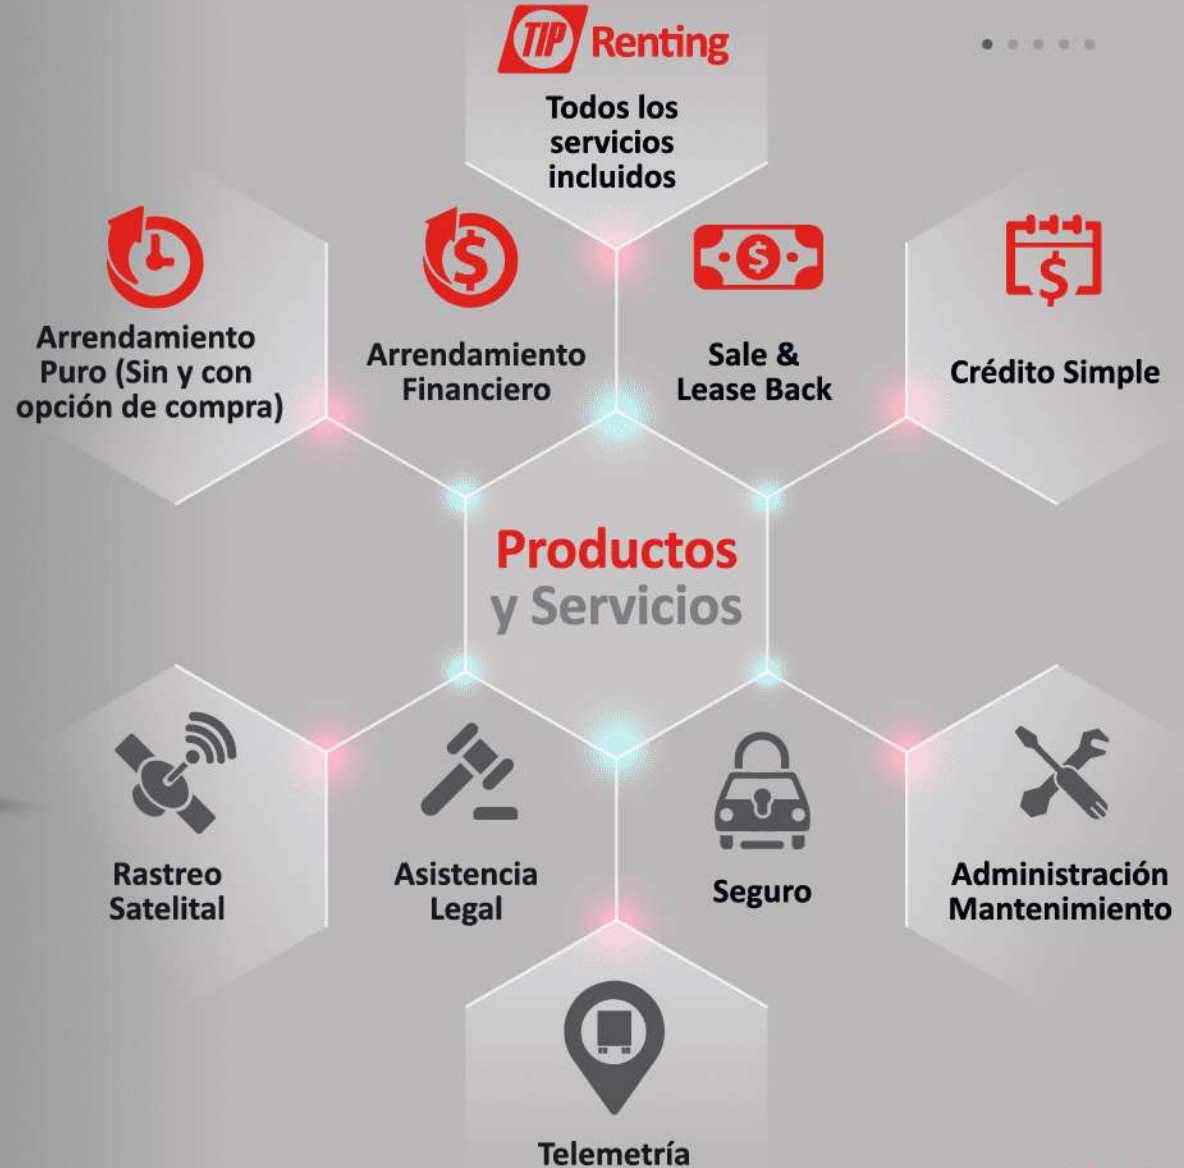 TIP Renting
Todos los
servicios
incluidos
Arrendamiento
Puro (Sin y con
opción de compra)
Arrendamiento
Financiero
Sale &
Lease Back
Crédito Simple
Productos
y Servicios
Rastreo
Satelital
Asistencia
Legal
Seguro
Administración
Mantenimiento
Telemetría